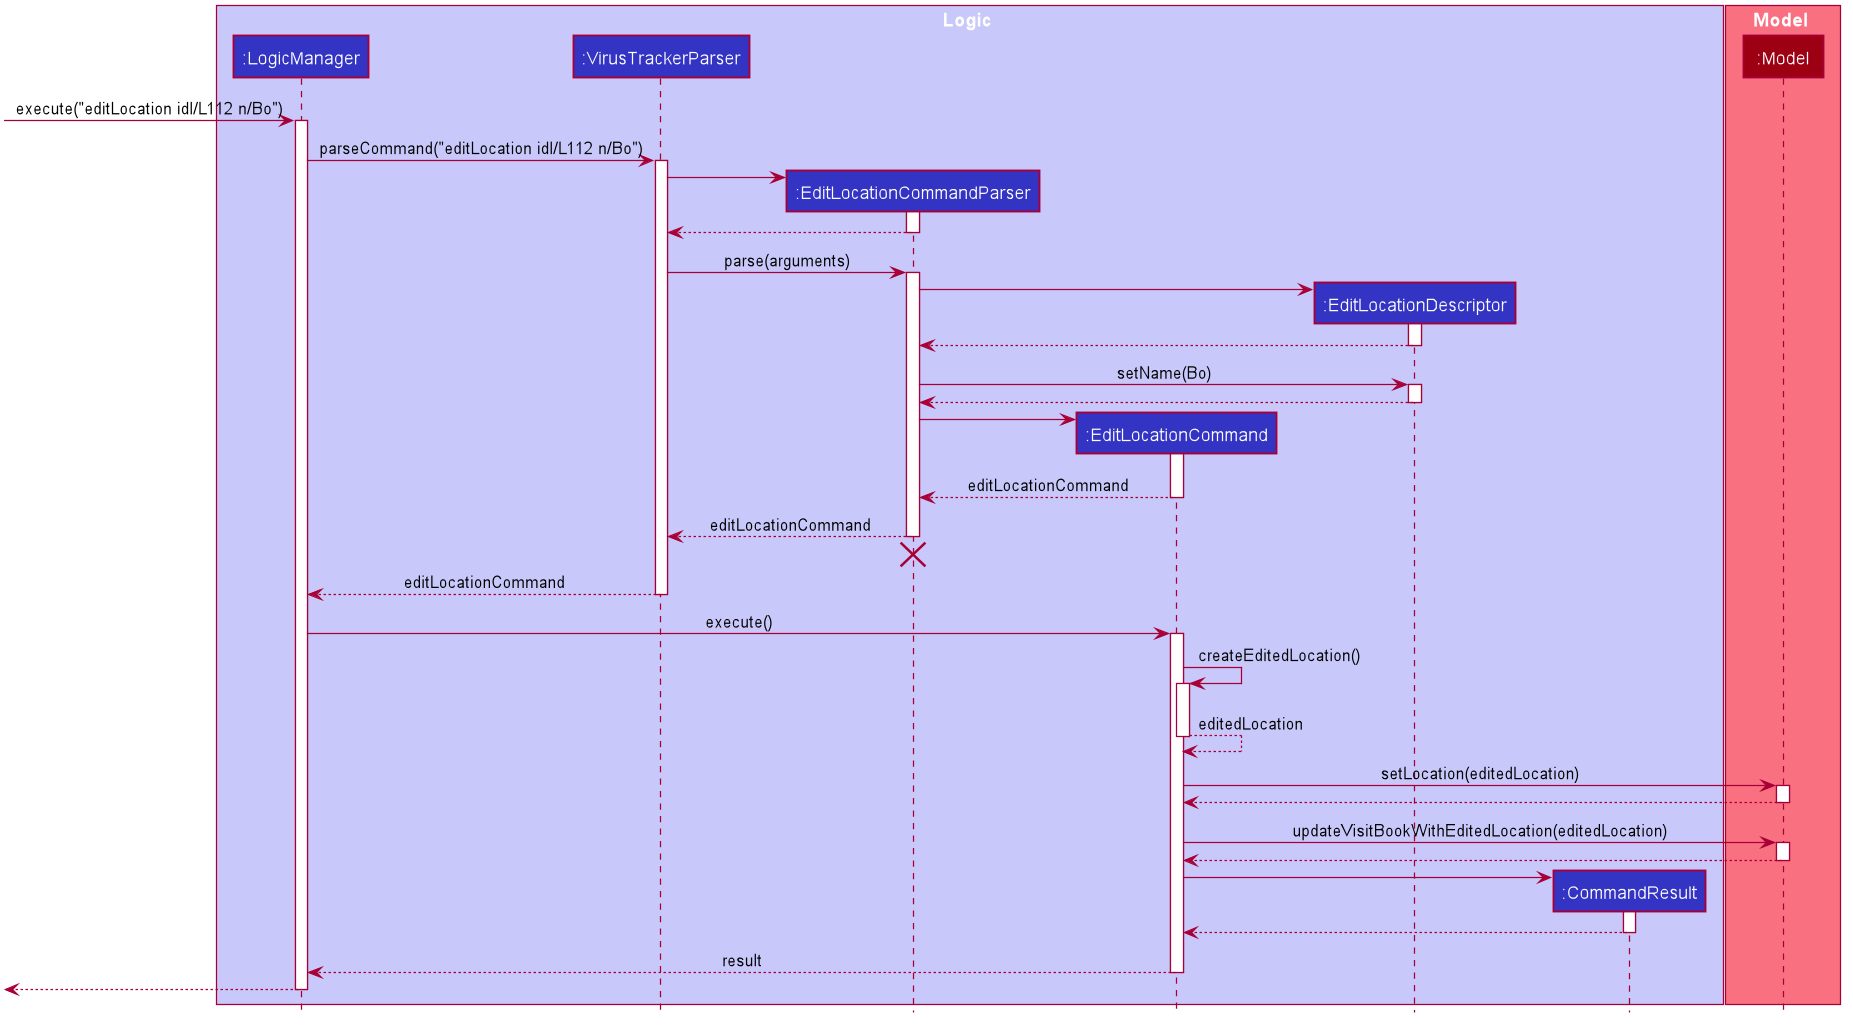 Logic
Model
:LogicManager
:VirusTrackerParser
:Model
execute("editLocation idl/L112 n/Bo")
parseCommand("editLocation idl/L112 n/Bo")
:EditLocationCommandParser
parse(arguments)
:EditLocationDescriptor
setName(Bo)
:EditLocationCommand
editLocationCommand
editLocationCommand
editLocationCommand
execute()
createEditedLocation()
editedLocation
setLocation(editedLocation)
updateVisitBookWithEditedLocation(editedLocation)
:CommandResult
result